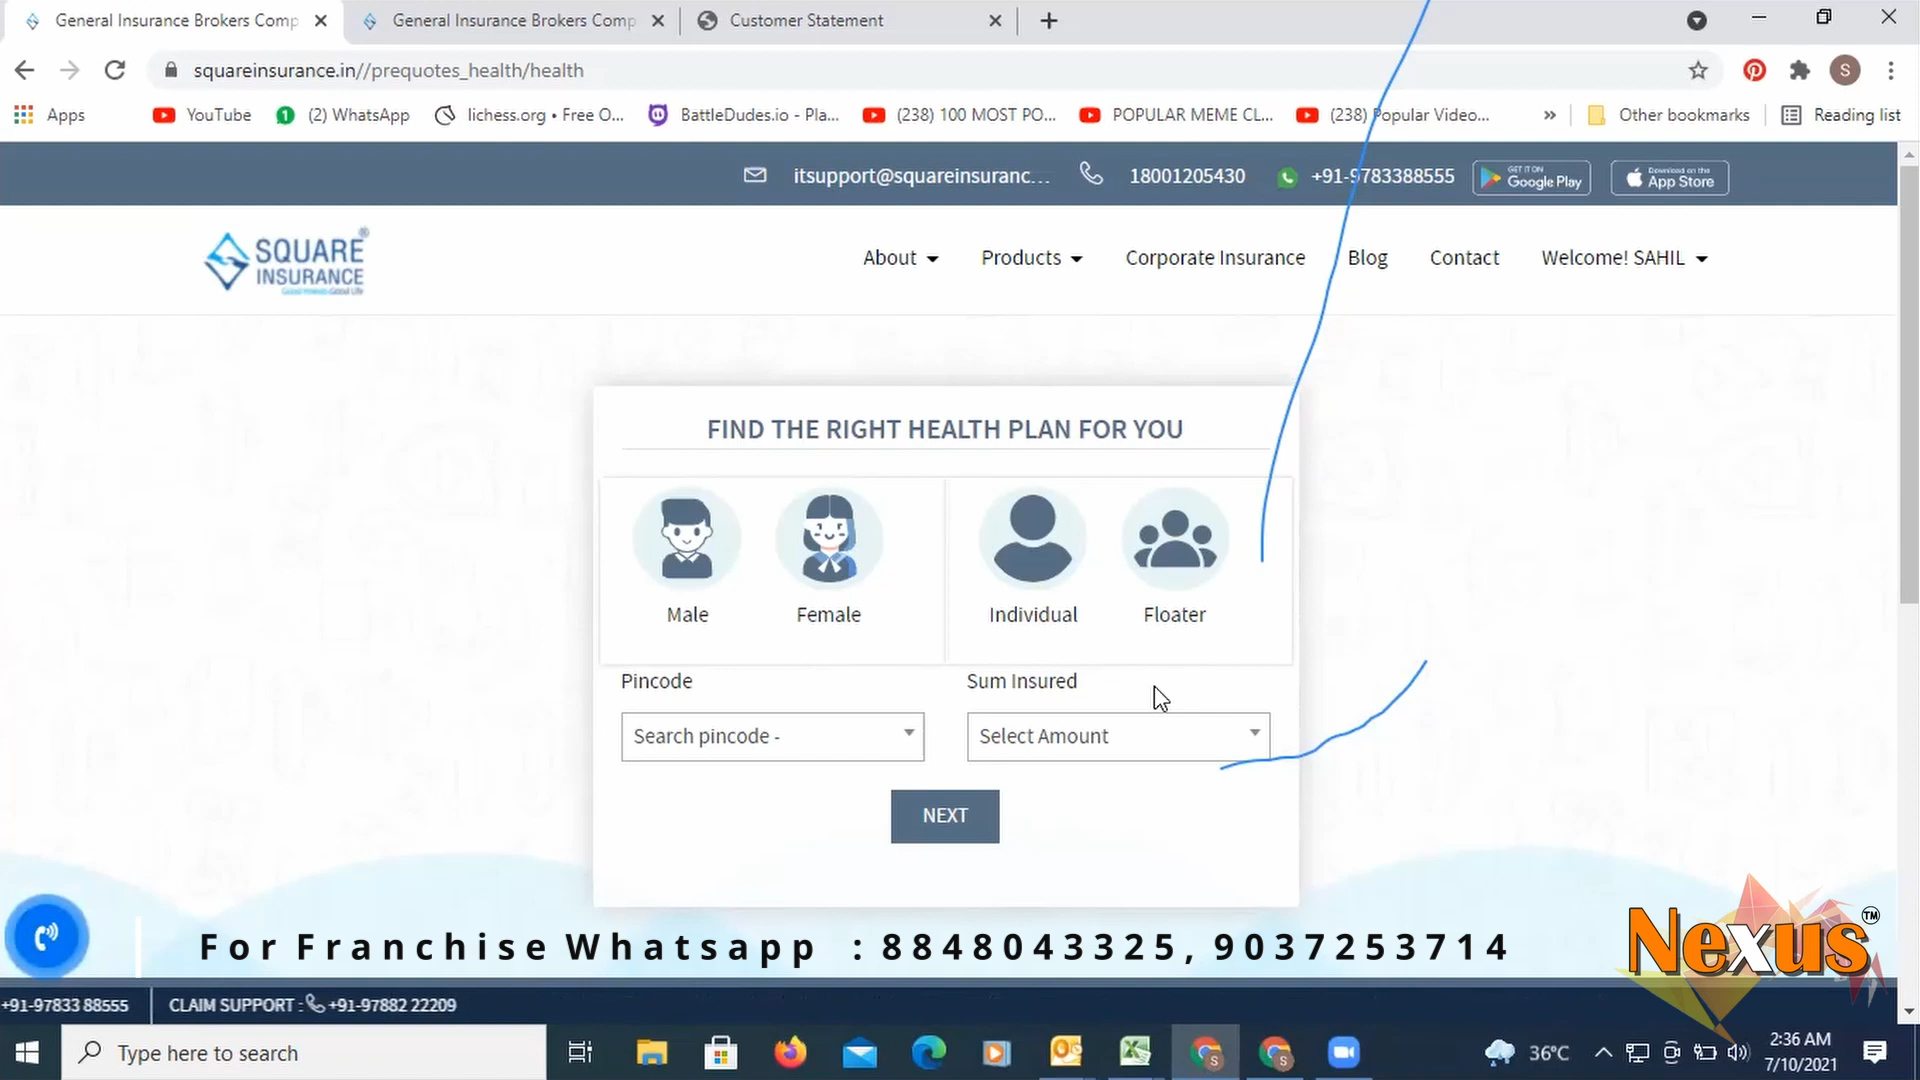 General Insurance Brokers Comp
General Insurance Brokers Comp
Customer Statement
squareinsurance.in//prequotes_health/health
S
Apps
YouTube
(2) WhatsApp
lichess.org • Free O...
BattleDudes.io - Pla...
(238) 100 MOST PO...
POPULAR MEME CL...
(238) Popular Video...
Other bookmarks
Reading list
itsupport@squareinsuranc...
18001205430
+91-9783388555
GET IT ON
Google Play
Download on the
App Store
SQUARE®
INSURANCE
About
Products
Corporate Insurance
Blog
Contact
Welcome! SAHIL
FIND THE RIGHT HEALTH PLAN FOR YOU
Male
Female
Individual
Floater
Pincode
Sum Insured
Search pincode -
Select Amount
NEXT
For Franchise Whatsapp : 8848043325, 9037253714
Nexus™
+91-97833 88555
CLAIM SUPPORT : +91-97882 22209
Type here to search
36°C
2:36 AM
7/10/2021